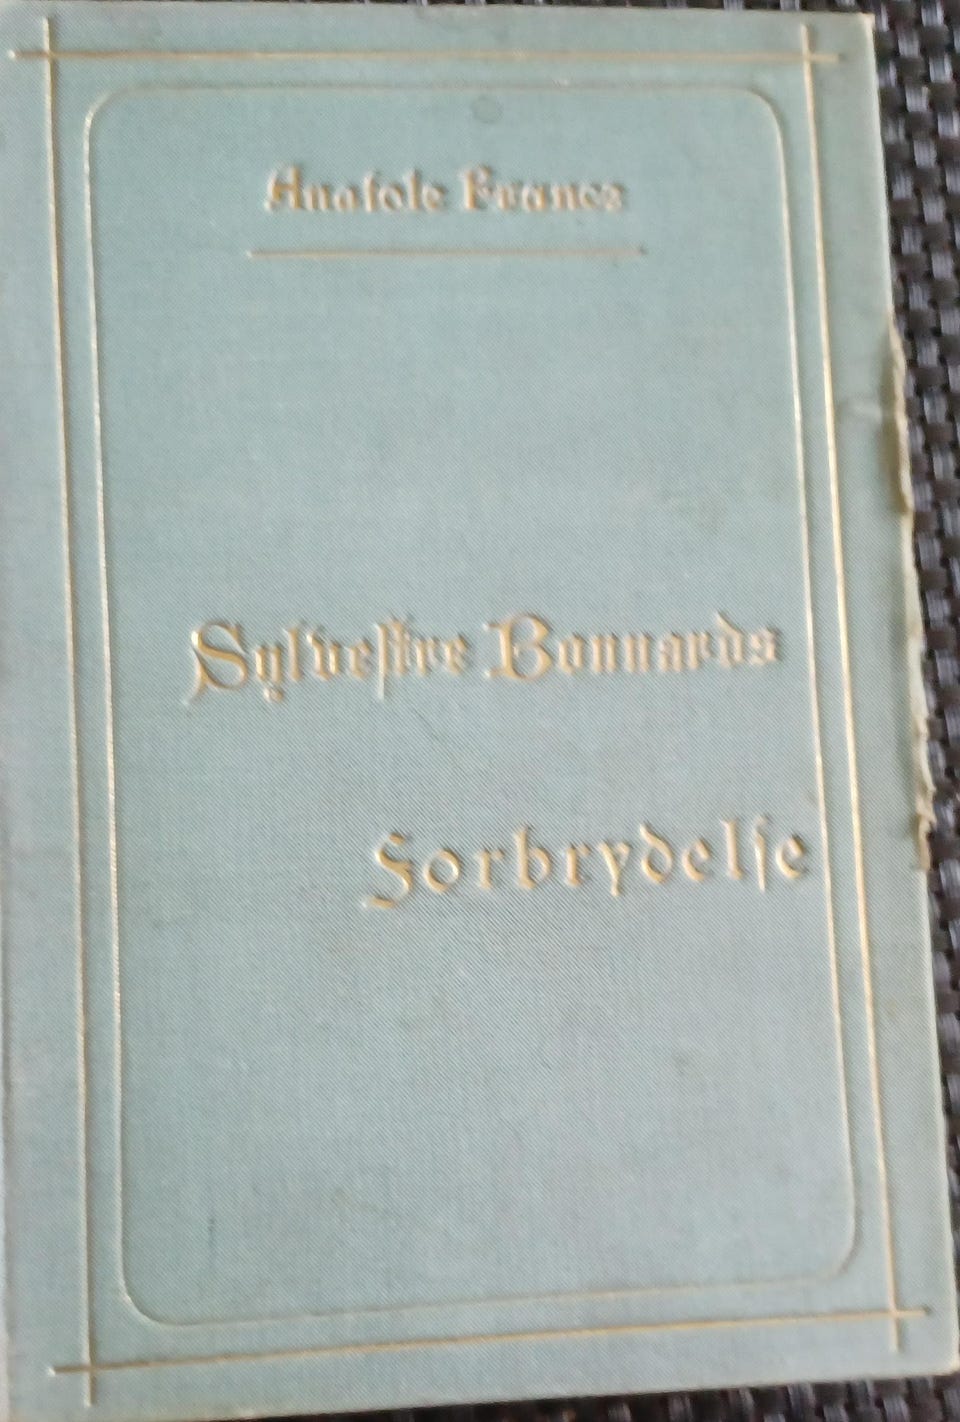 Anatole France
Sylvestre Bonnards
Forbrydelse